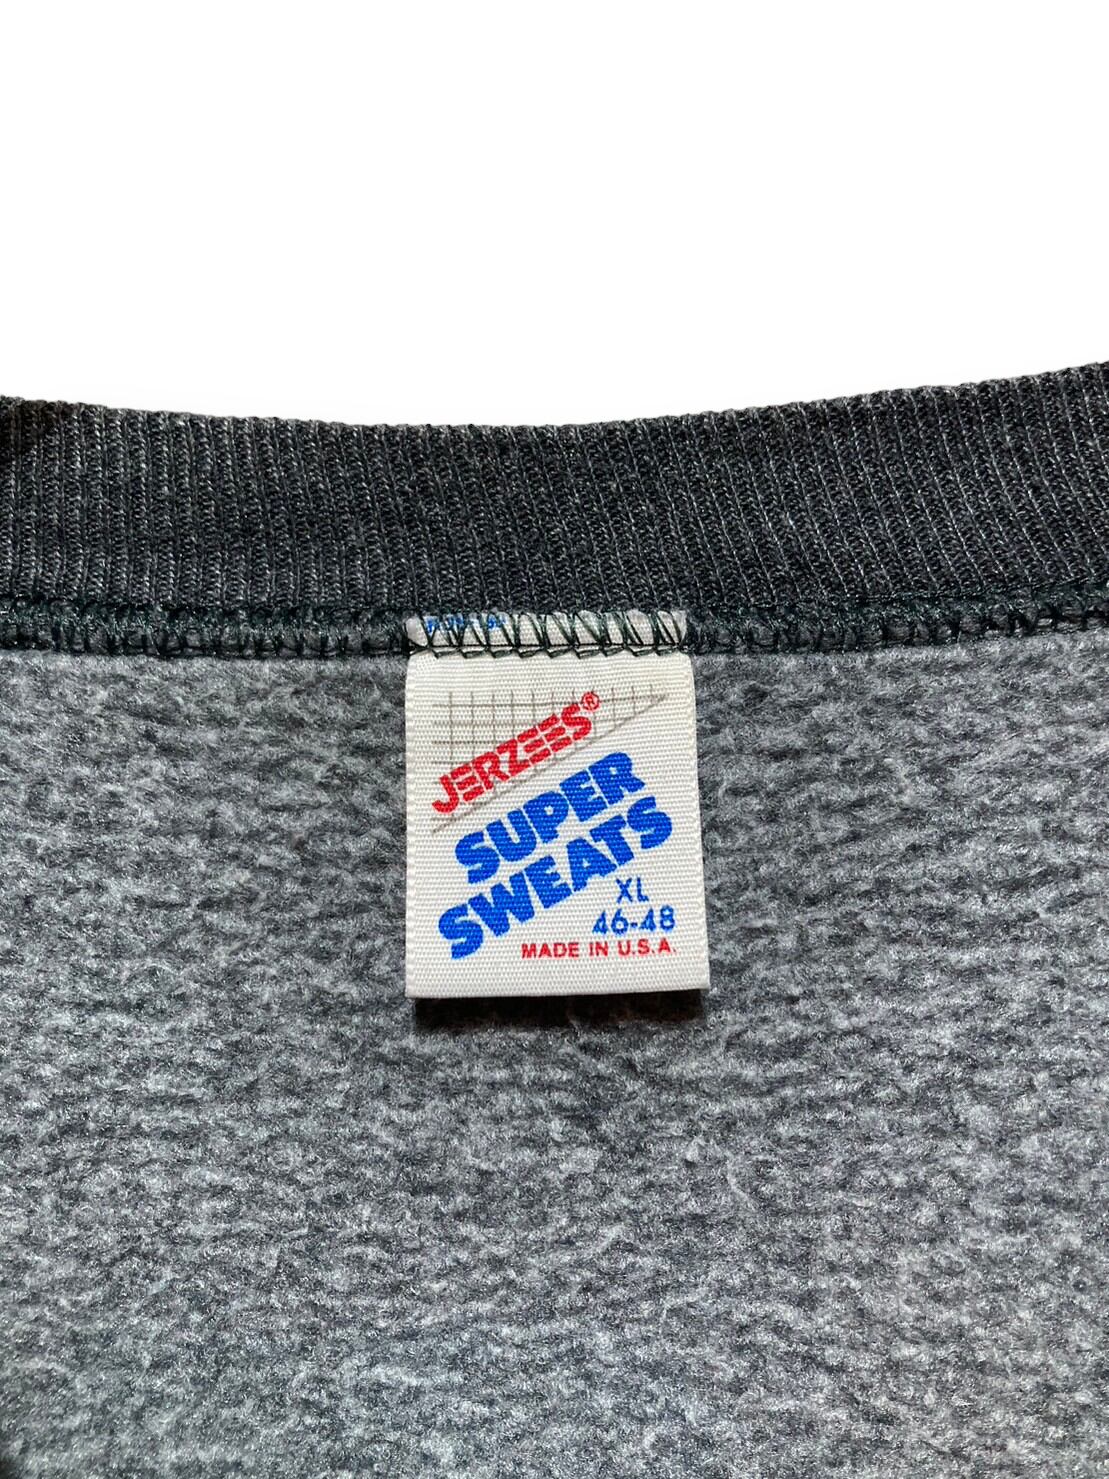 JERZEES®
SUPER
SWEATS
XL
46-48
MADE IN U.S.A.